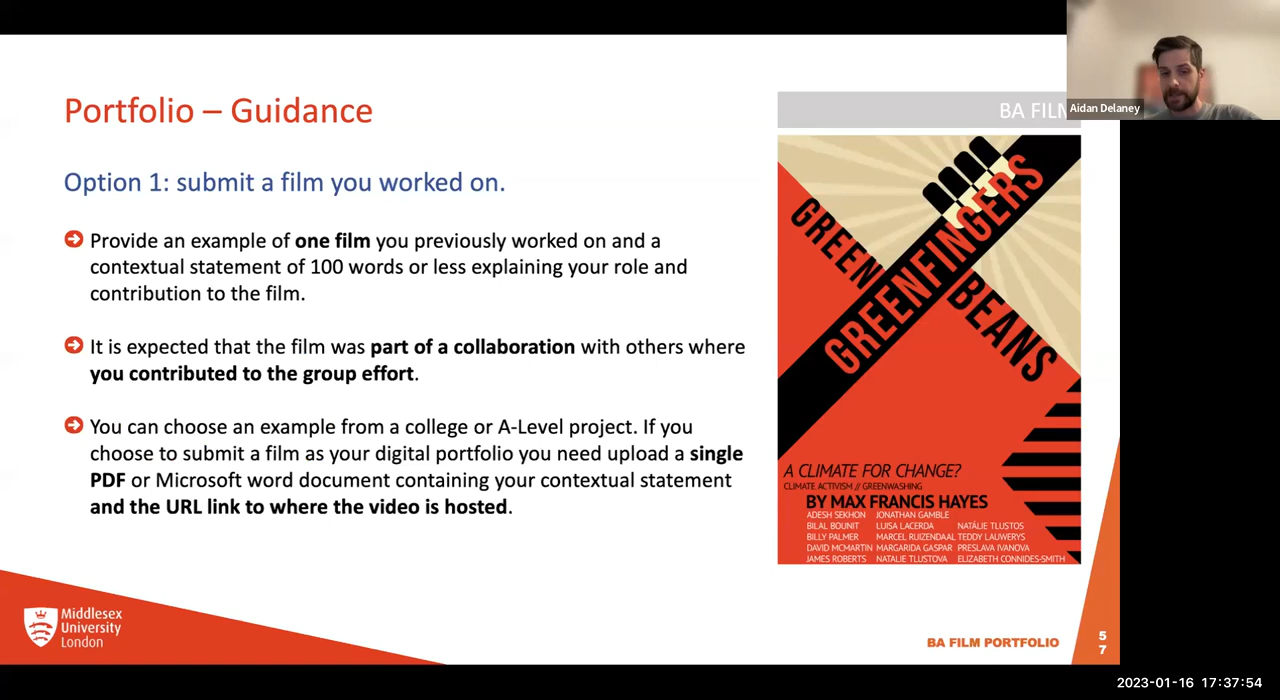 Portfolio – Guidance
BA FILM
Aidan Delaney
Option 1: submit a film you worked on.
Provide an example of one film you previously worked on and a
contextual statement of 100 words or less explaining your role and
contribution to the film.
It is expected that the film was part of a collaboration with others where
you contributed to the group effort.
You can choose an example from a college or A-Level project. If you
choose to submit a film as your digital portfolio you need upload a single
PDF or Microsoft word document containing your contextual statement
and the URL link to where the video is hosted.
GREEN BEANS
GREENFINGERS
A CLIMATE FOR CHANGE?
CLIMATE ACTIVISM // GREENWASHING
BY MAX FRANCIS HAYES
ADESH SEKHON JONATHAN GAMBLE
BILAL BOUNIT LUISA LACERDA NATÁLIE TLUSTOS
BILLY PALMER MARCEL RUIZENDAAL TEDDY LAUWERYS
DAVID MCMARTIN MARGARIDA GASPAR PRESLAVA IVANOVA
JAMES ROBERTS NATALIE TLUSTOVA ELIZABETH CONNIDES-SMITH
Middlesex
University
London
BA FILM PORTFOLIO
5
7
2023-01-16 17:37:54